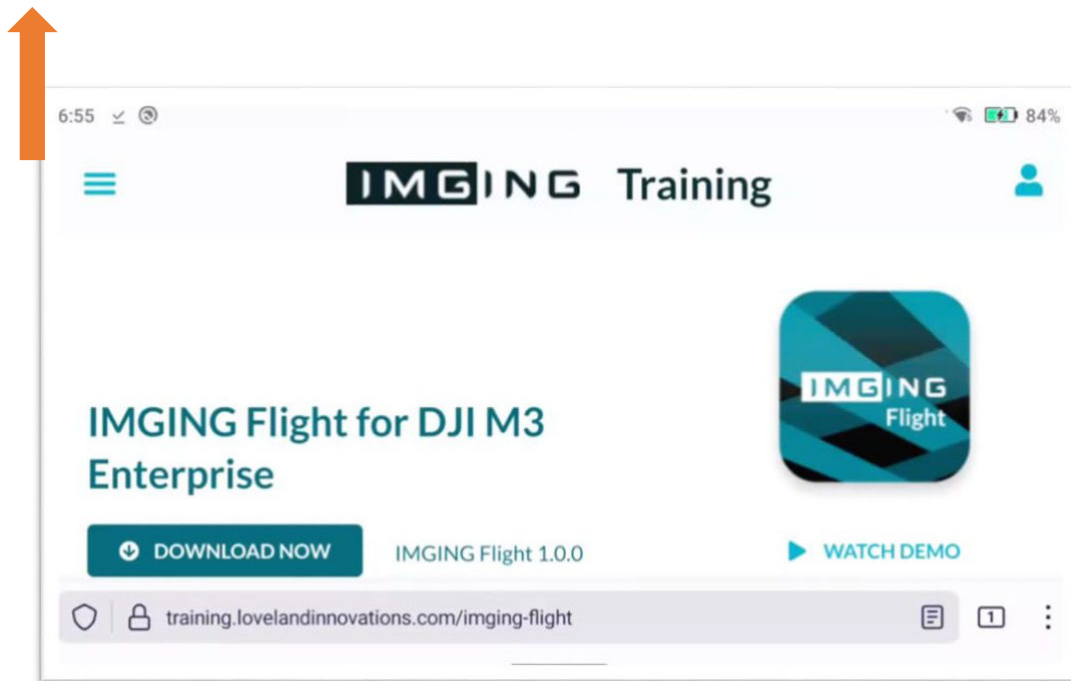 6:55 84%
IMGING Training
IMGING
Flight
IMGING Flight for DJI M3
Enterprise
DOWNLOAD NOW IMGING Flight 1.0.0 WATCH DEMO
training.lovelandinnovations.com/imging-flight 1